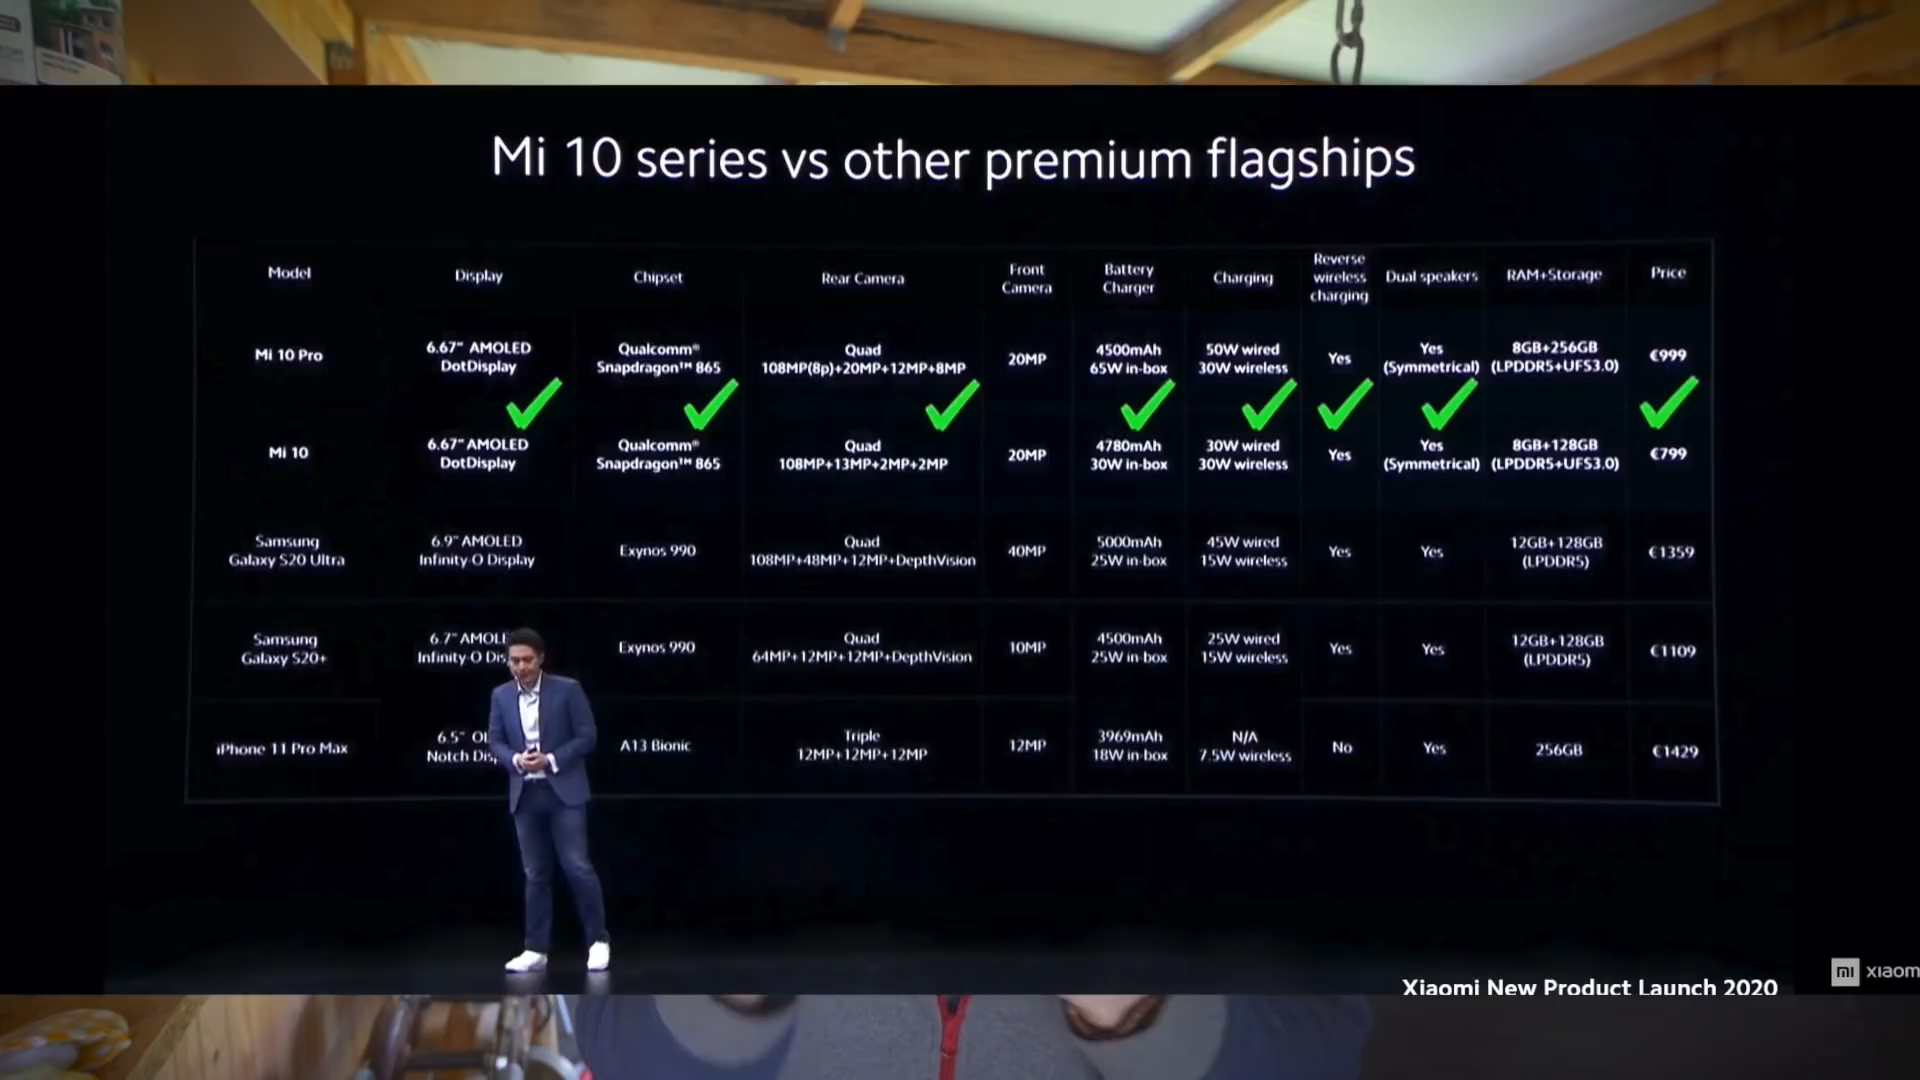 Mi 10 series vs other premium flagships
Model
Display
Chipset
Rear Camera
Front
Camera
Battery
Charger
Charging
Reverse
wireless
charging
Dual speakers
RAM+Storage
Price
Mi 10 Pro
6.67" AMOLED
DotDisplay
Qualcomm®
Snapdragon™ 865
Quad
108MP(8p)+20MP+12MP+8MP
20MP
4500mAh
65W in-box
50W wired
30W wireless
Yes
Yes
(Symmetrical)
8GB+256GB
(LPDDR5+UFS3.0)
€999
Mi 10
6.67" AMOLED
DotDisplay
Qualcomm®
Snapdragon™ 865
Quad
108MP+13MP+2MP+2MP
20MP
4780mAh
30W in-box
30W wired
30W wireless
Yes
Yes
(Symmetrical)
8GB+128GB
(LPDDR5+UFS3.0)
€799
Samsung
Galaxy S20 Ultra
6.9" AMOLED
Infinity-O Display
Exynos 990
Quad
108MP+48MP+12MP+DepthVision
40MP
5000mAh
25W in-box
45W wired
15W wireless
Yes
Yes
12GB+128GB
(LPDDR5)
€1359
Samsung
Galaxy S20+
6.7" AMOL
Infinity-O Dis
Exynos 990
Quad
64MP+12MP+12MP+DepthVision
10MP
4500mAh
25W in-box
25W wired
15W wireless
Yes
Yes
12GB+128GB
(LPDDR5)
€1109
iPhone 11 Pro Max
6.5" OL
Notch Dis
A13 Bionic
Triple
12MP+12MP+12MP
12MP
3969mAh
18W in-box
N/A
7.5W wireless
No
Yes
256GB
€1429
mi xiaom
Xiaomi New Product Launch 2020